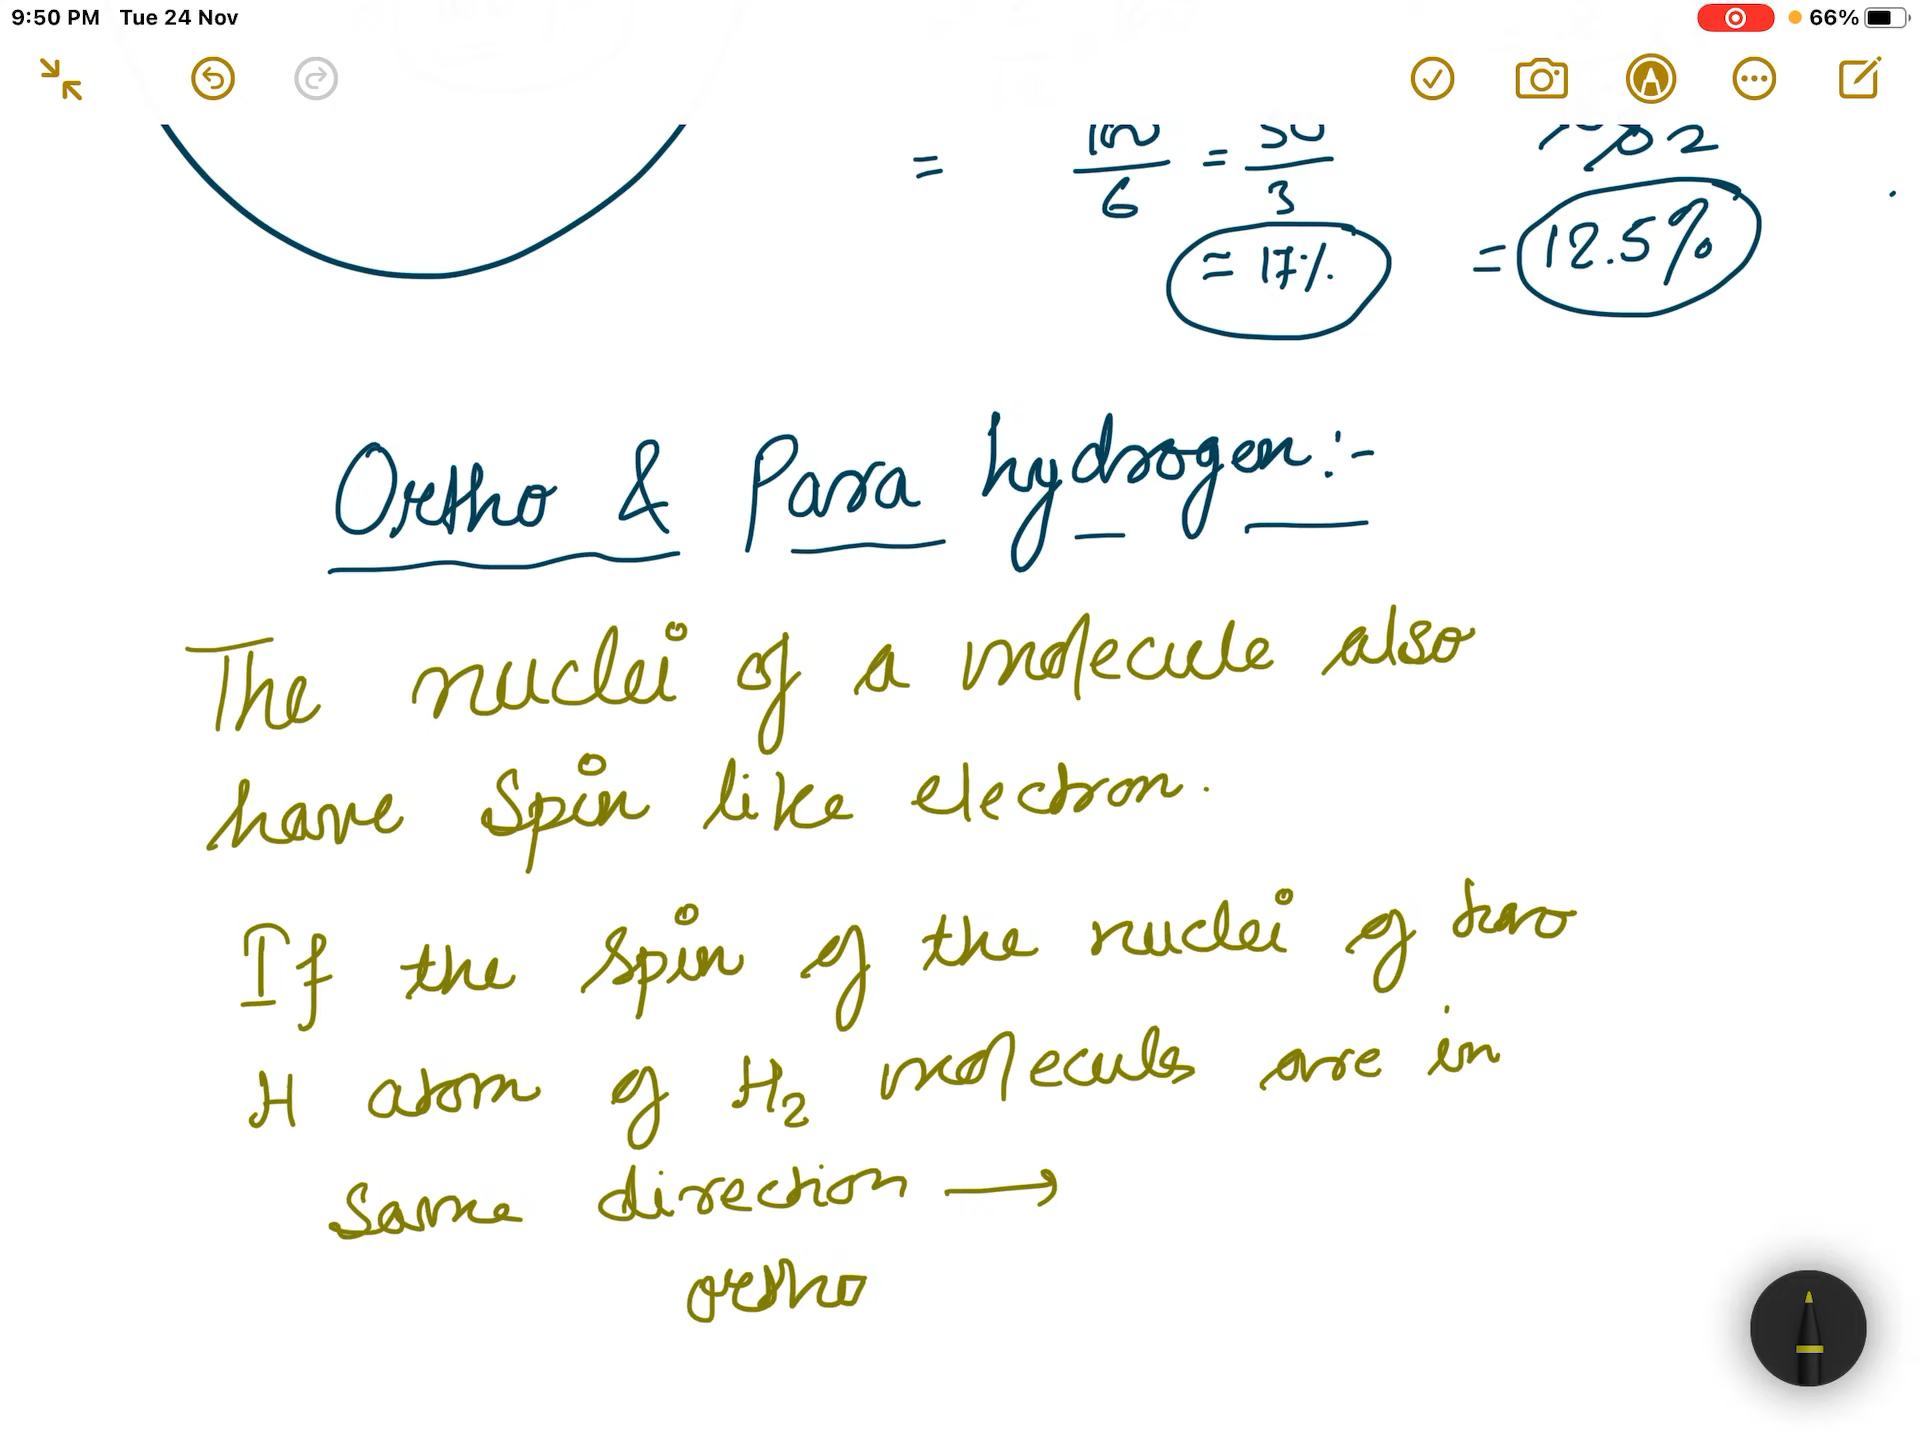 9:50 PM Tue 24 Nov
66%
= 100/6 = 50/3
≈ 17%
= 12.5%
Ortho & Para hydrogen:-
The nuclei of a molecule also
have spin like electron.
If the spin of the nuclei of two
H atom of H₂ molecules are in
same direction →
ortho